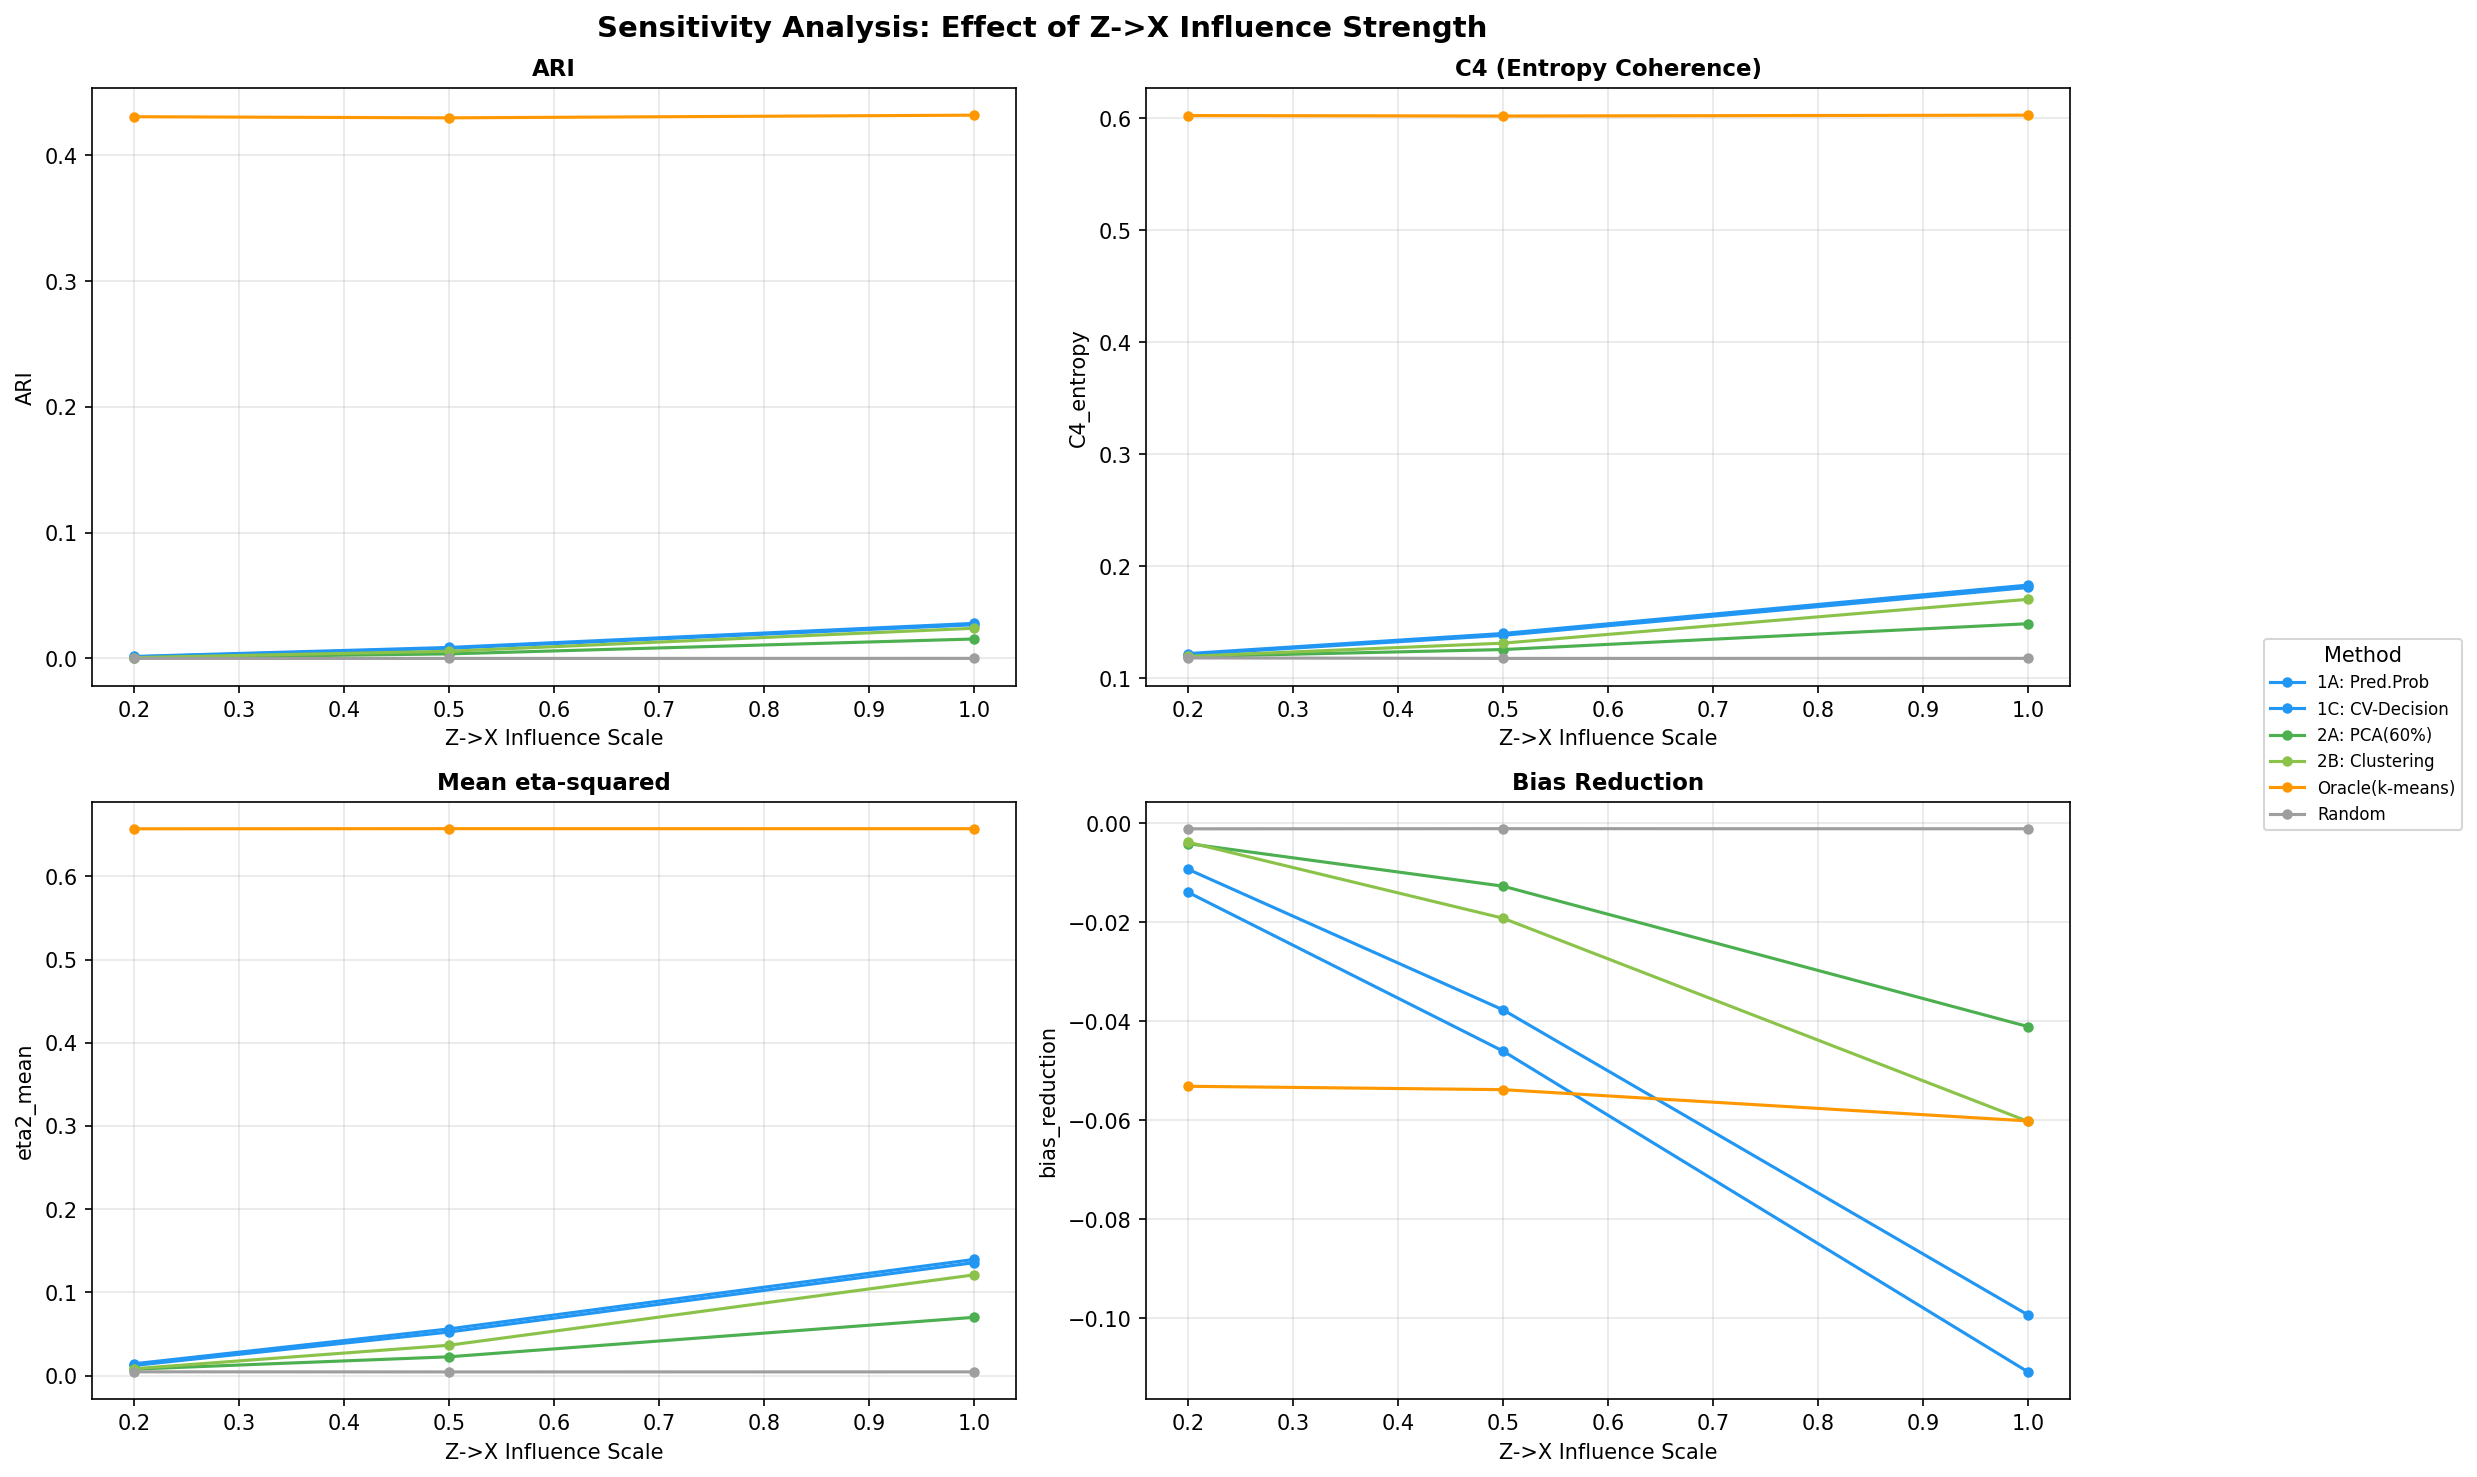 Sensitivity Analysis: Effect of Z->X Influence Strength
ARI
ARI
0.4
0.3
0.2
0.1
0.0
0.2 0.3 0.4 0.5 0.6 0.7 0.8 0.9 1.0
Z->X Influence Scale
C4 (Entropy Coherence)
C4_entropy
0.6
0.5
0.4
0.3
0.2
0.1
0.2 0.3 0.4 0.5 0.6 0.7 0.8 0.9 1.0
Z->X Influence Scale
Mean eta-squared
eta2_mean
0.6
0.5
0.4
0.3
0.2
0.1
0.0
0.2 0.3 0.4 0.5 0.6 0.7 0.8 0.9 1.0
Z->X Influence Scale
Bias Reduction
bias_reduction
0.00
−0.02
−0.04
−0.06
−0.08
−0.10
0.2 0.3 0.4 0.5 0.6 0.7 0.8 0.9 1.0
Z->X Influence Scale
Method
1A: Pred.Prob
1C: CV-Decision
2A: PCA(60%)
2B: Clustering
Oracle(k-means)
Random